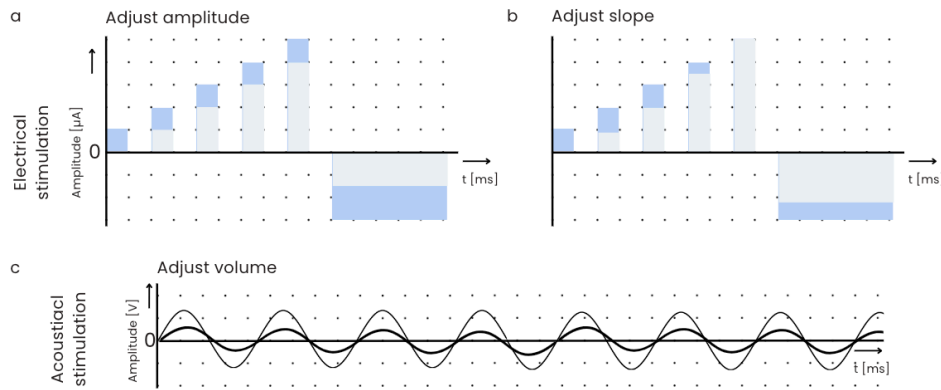 a
Adjust amplitude
b
Adjust slope
Electrical
stimulation
Amplitude [µA]
0
t [ms]
t [ms
c
Adjust volume
Acoustiacl
stimulation
Amplitude [V]
0
t [ms]